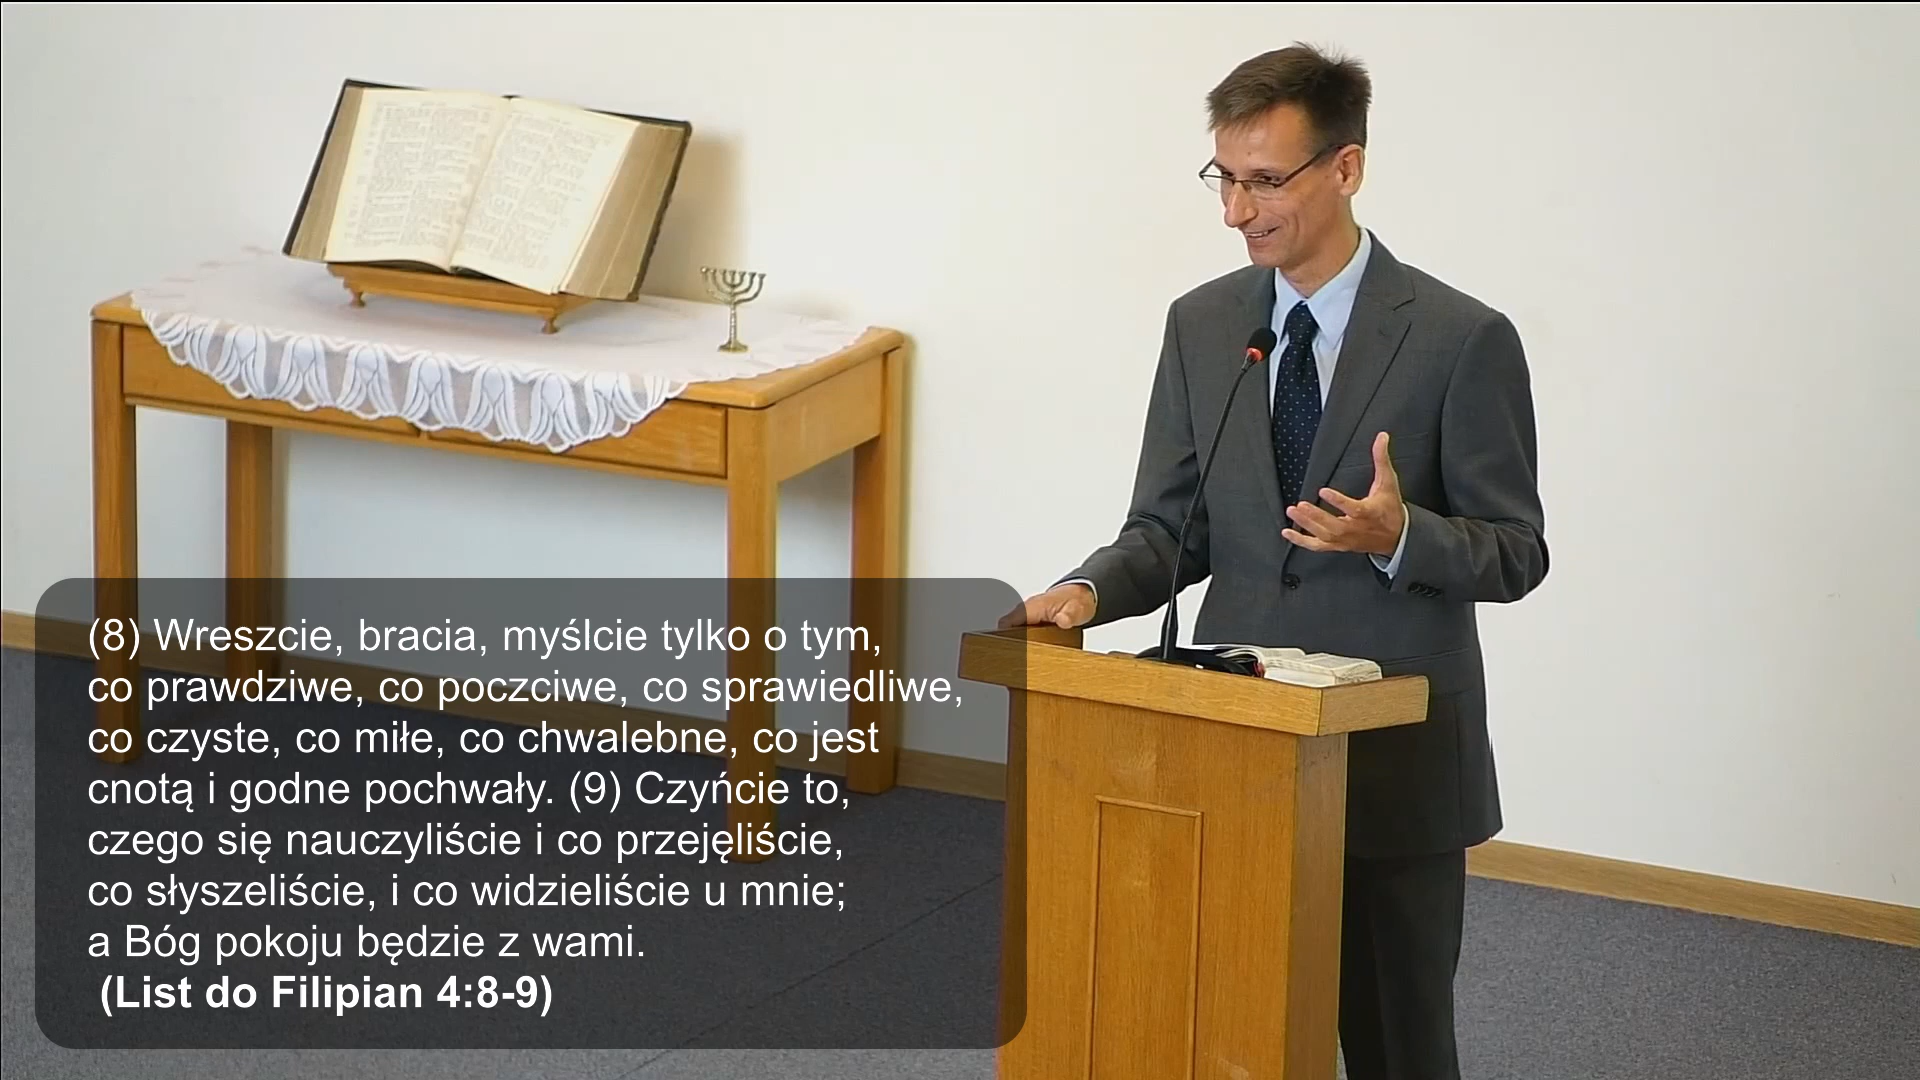 (8) Wreszcie, bracia, myślcie tylko o tym,
co prawdziwe, co poczciwe, co sprawiedliwe,
co czyste, co miłe, co chwalebne, co jest
cnotą i godne pochwały. (9) Czyńcie to,
czego się nauczyliście i co przejęliście,
co słyszeliście, i co widzieliście u mnie;
a Bóg pokoju będzie z wami.
(List do Filipian 4:8-9)